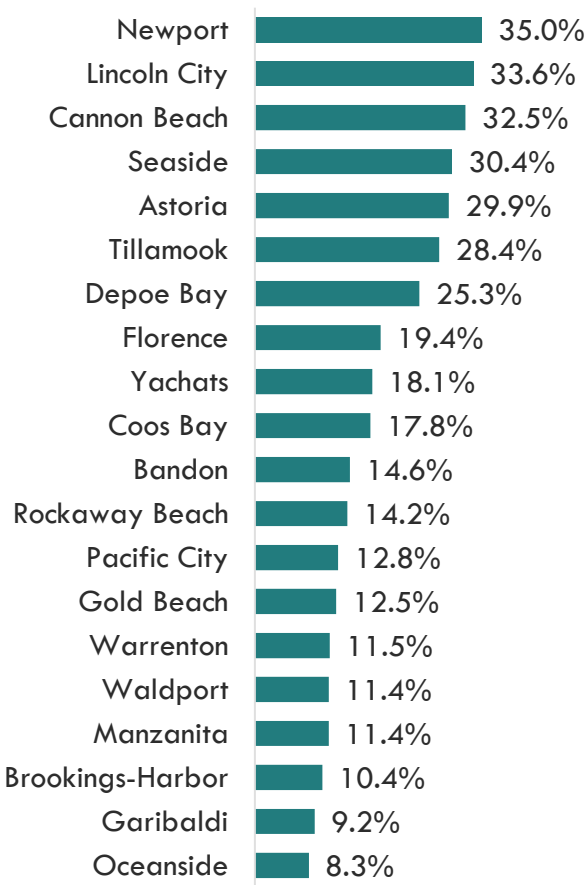 Newport 35.0%
Lincoln City 33.6%
Cannon Beach 32.5%
Seaside 30.4%
Astoria 29.9%
Tillamook 28.4%
Depoe Bay 25.3%
Florence 19.4%
Yachats 18.1%
Coos Bay 17.8%
Bandon 14.6%
Rockaway Beach 14.2%
Pacific City 12.8%
Gold Beach 12.5%
Warrenton 11.5%
Waldport 11.4%
Manzanita 11.4%
Brookings-Harbor 10.4%
Garibaldi 9.2%
Oceanside 8.3%